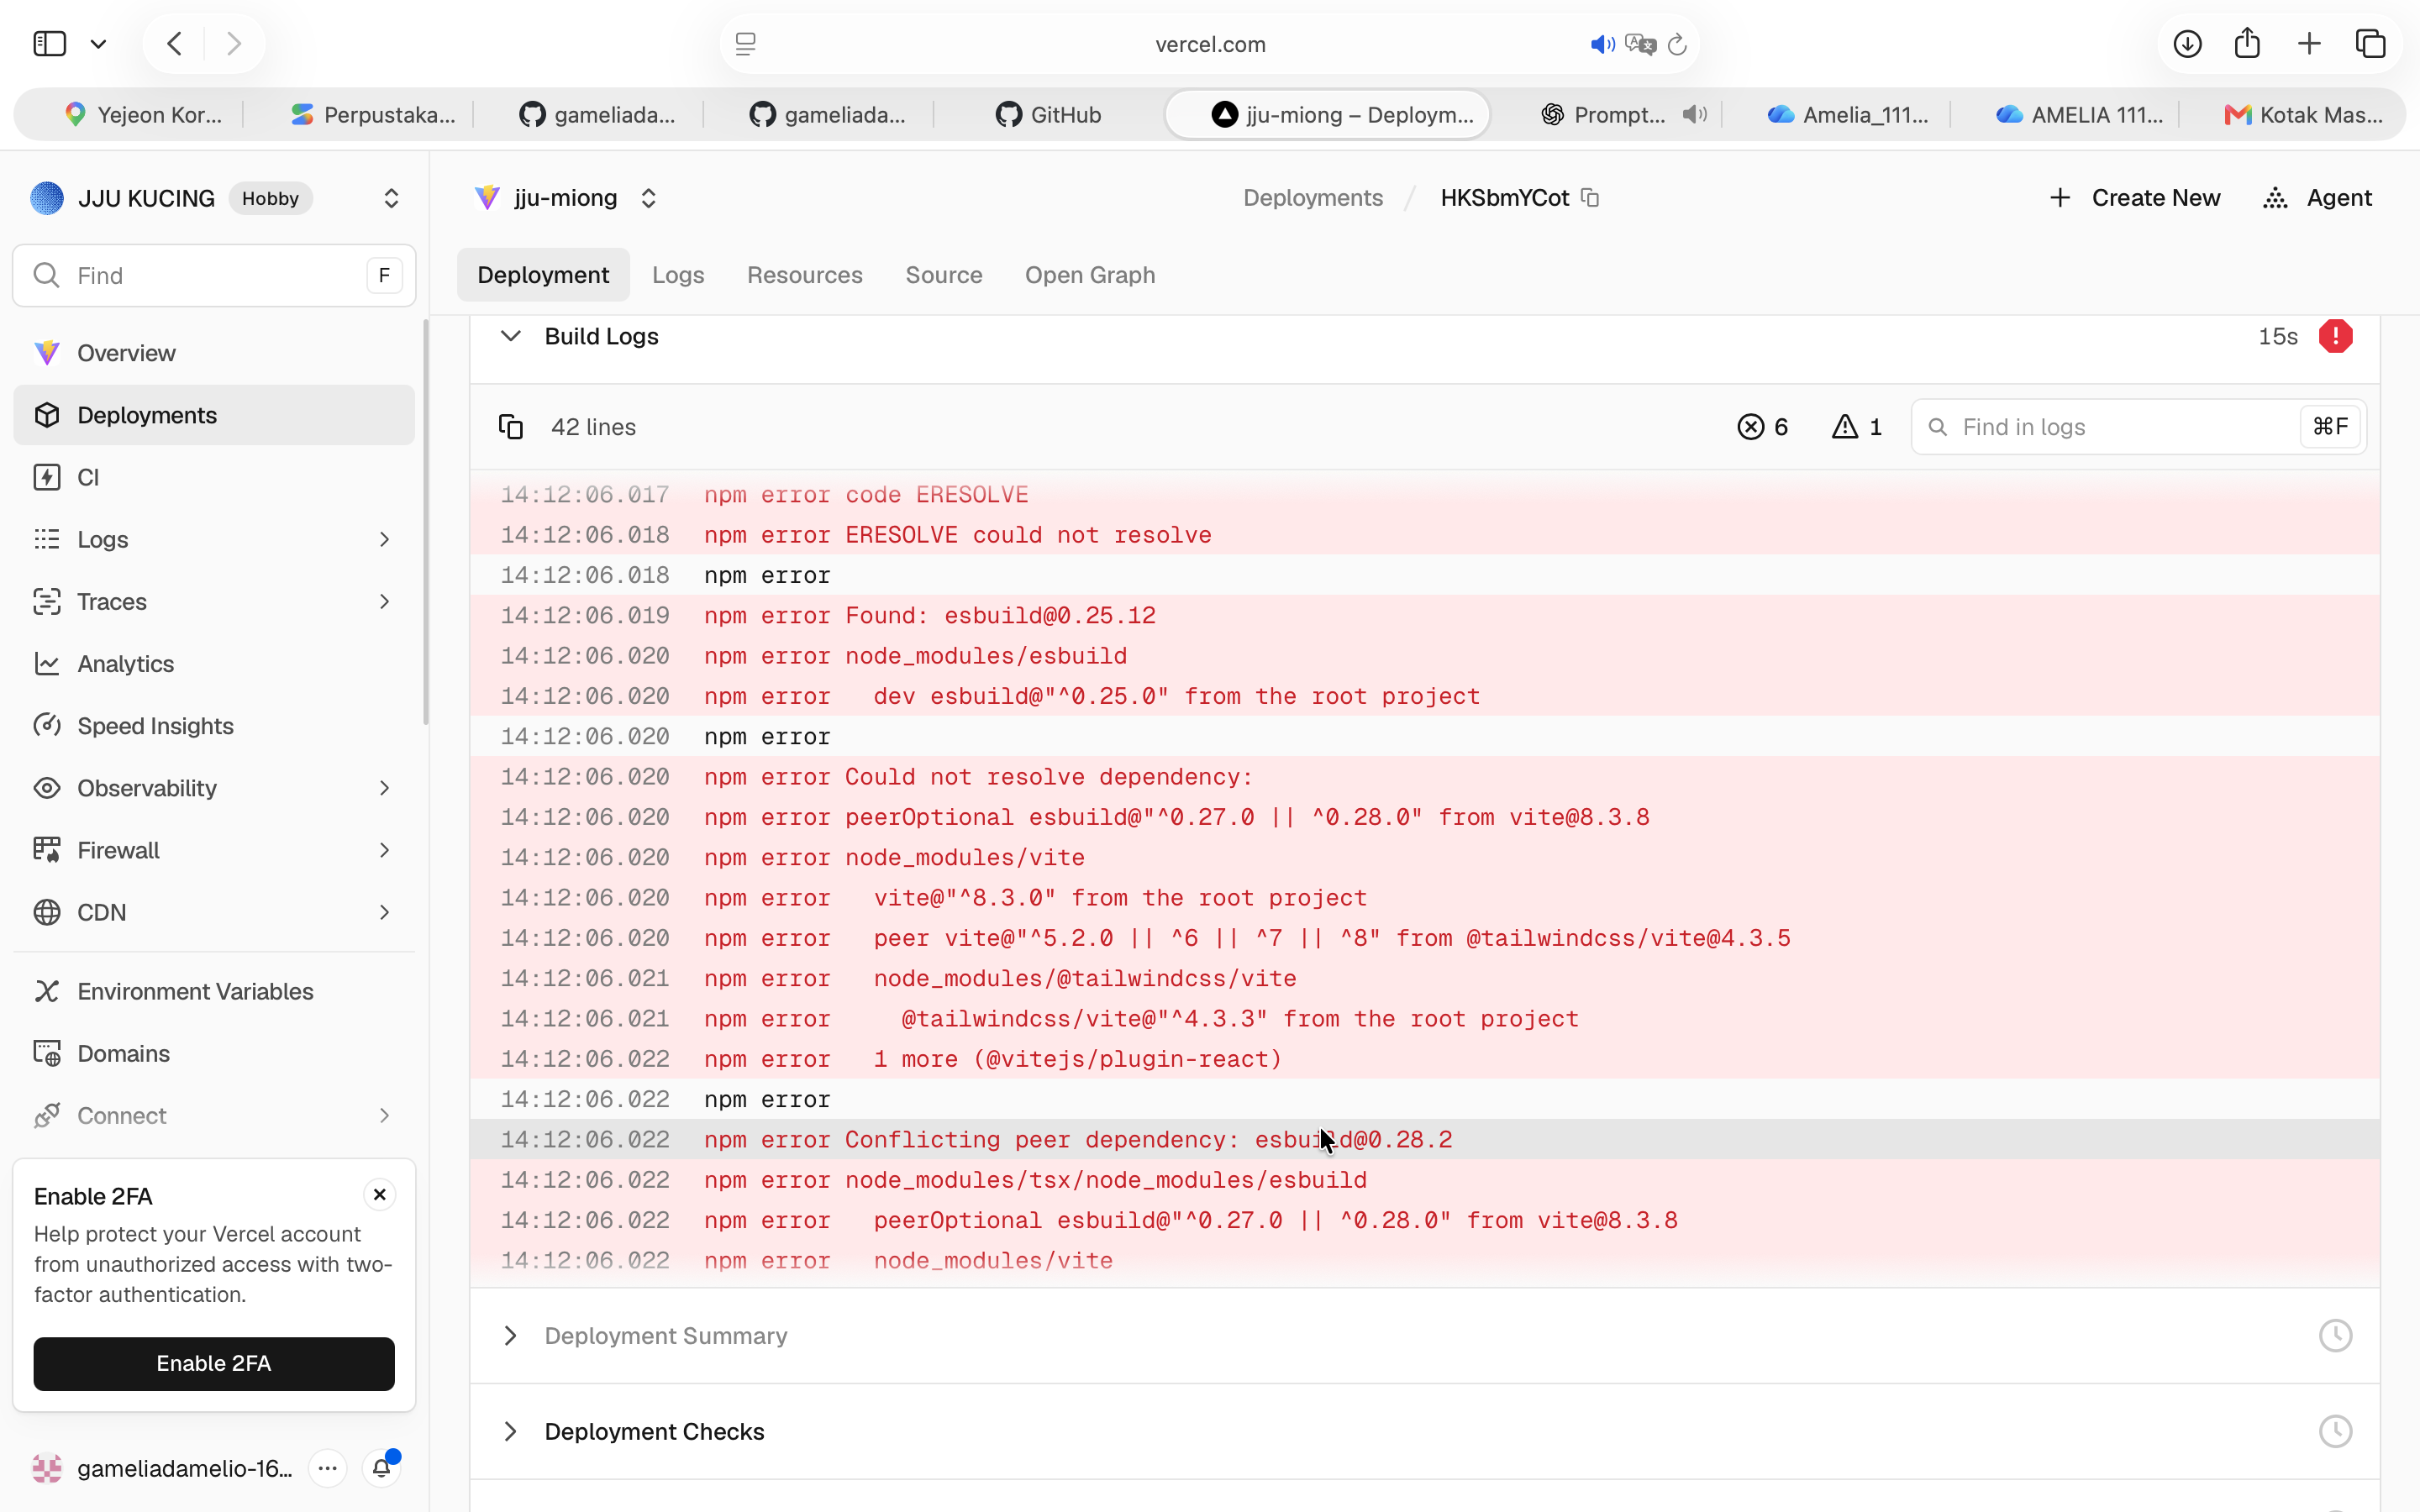 vercel.com
Yejeon Kor...
Perpustaka...
gameliada...
gameliada...
GitHub
jju-miong – Deploym...
Prompt...
Amelia_111...
AMELIA 111...
Kotak Mas...
JJU KUCING
Hobby
jju-miong
Deployments / HKSbmYCot
Create New
Agent
Find
F
Deployment
Logs
Resources
Source
Open Graph
Overview
Deployments
CI
Logs
Traces
Analytics
Speed Insights
Observability
Firewall
CDN
Environment Variables
Domains
Connect
Enable 2FA
Help protect your Vercel account
from unauthorized access with two-
factor authentication.
Enable 2FA
gameliadamelio-16...
Build Logs
15s
42 lines
6
1
Find in logs
⌘F
14:12:06.017 npm error code ERESOLVE
14:12:06.018 npm error ERESOLVE could not resolve
14:12:06.018 npm error
14:12:06.019 npm error Found: esbuild@0.25.12
14:12:06.020 npm error node_modules/esbuild
14:12:06.020 npm error   dev esbuild@"^0.25.0" from the root project
14:12:06.020 npm error
14:12:06.020 npm error Could not resolve dependency:
14:12:06.020 npm error peerOptional esbuild@"^0.27.0 || ^0.28.0" from vite@8.3.8
14:12:06.020 npm error node_modules/vite
14:12:06.020 npm error   vite@"^8.3.0" from the root project
14:12:06.020 npm error   peer vite@"^5.2.0 || ^6 || ^7 || ^8" from @tailwindcss/vite@4.3.5
14:12:06.021 npm error   node_modules/@tailwindcss/vite
14:12:06.021 npm error     @tailwindcss/vite@"^4.3.3" from the root project
14:12:06.022 npm error   1 more (@vitejs/plugin-react)
14:12:06.022 npm error
14:12:06.022 npm error Conflicting peer dependency: esbuild@0.28.2
14:12:06.022 npm error node_modules/tsx/node_modules/esbuild
14:12:06.022 npm error   peerOptional esbuild@"^0.27.0 || ^0.28.0" from vite@8.3.8
14:12:06.022 npm error   node_modules/vite
Deployment Summary
Deployment Checks